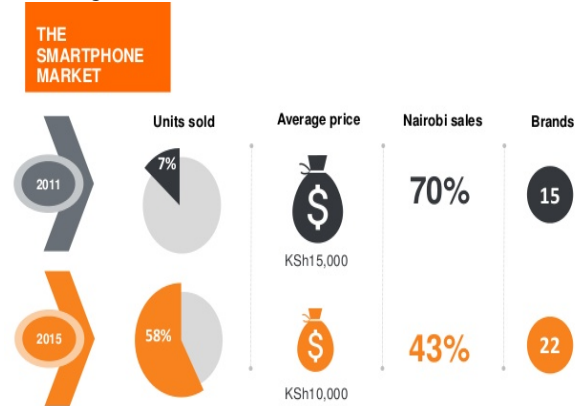 THE
SMARTPHONE
MARKET
Units sold
Average price
Nairobi sales
Brands
2011
7%
$
70%
15
KSh15,000
2015
58%
$
43%
22
KSh10,000